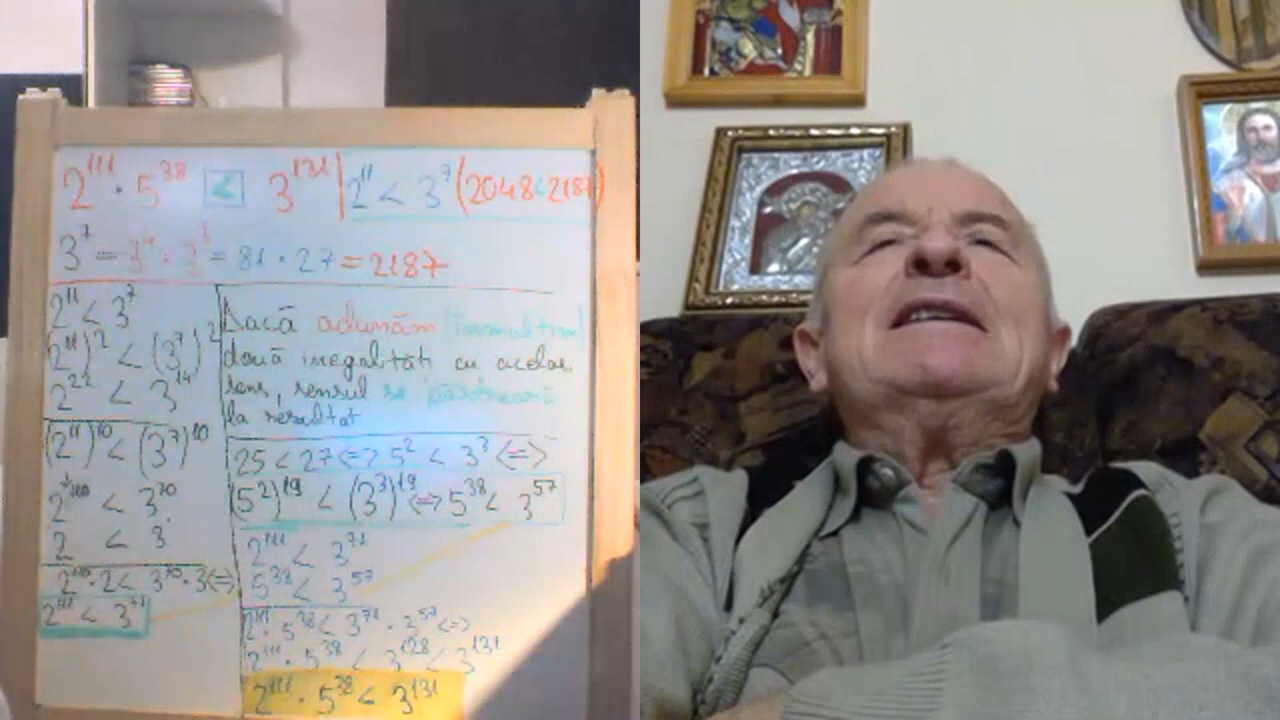 2¹¹¹ · 5³⁸ < 3¹³¹ | 2¹¹ < 3⁷ (2048 < 2187)
3⁷ = 3⁴ · 3³ = 81 · 27 = 2187
2¹¹ < 3⁷
(2¹¹)² < (3⁷)²
2²² < 3¹⁴
(2¹¹)¹⁰ < (3⁷)¹⁰
2¹¹⁰ < 3⁷⁰
2 < 3
2¹¹⁰ · 2 < 3⁷⁰ · 3 <=>
2¹¹¹ < 3⁷¹
Dacă adunăm (înmulțim)
două inegalități cu același
sens, sensul se păstrează
la rezultat
25 < 27 <=> 5² < 3³ <=>
(5²)¹⁹ < (3³)¹⁹ <=> 5³⁸ < 3⁵⁷
2¹¹¹ < 3⁷¹
5³⁸ < 3⁵⁷
2¹¹¹ · 5³⁸ < 3⁷¹ · 3⁵⁷ <=>
2¹¹¹ · 5³⁸ < 3¹²⁸ < 3¹³¹
2¹¹¹ · 5³⁸ < 3¹³¹